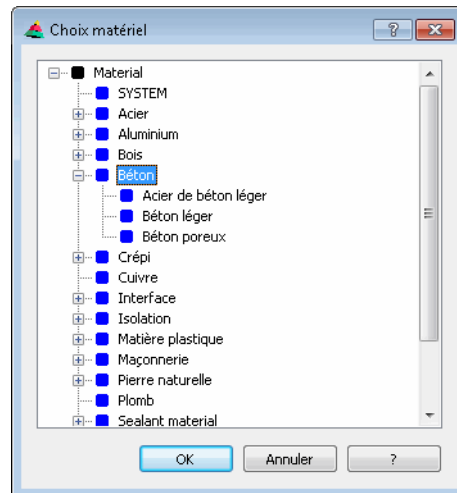 Choix matériel
?
Material
SYSTEM
Acier
Aluminium
Bois
Béton
Acier de béton léger
Béton léger
Béton poreux
Crépi
Cuivre
Interface
Isolation
Matière plastique
Maçonnerie
Pierre naturelle
Plomb
Sealant material
OK Annuler ?